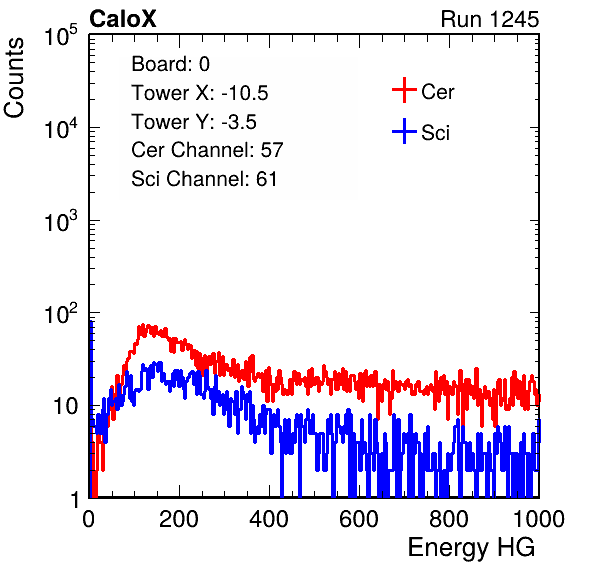 CaloX Run 1245
Counts
Board: 0
Tower X: -10.5
Tower Y: -3.5
Cer Channel: 57
Sci Channel: 61
Cer
Sci
10^5
10^4
10^3
10^2
10
1
0 200 400 600 800 1000
Energy HG